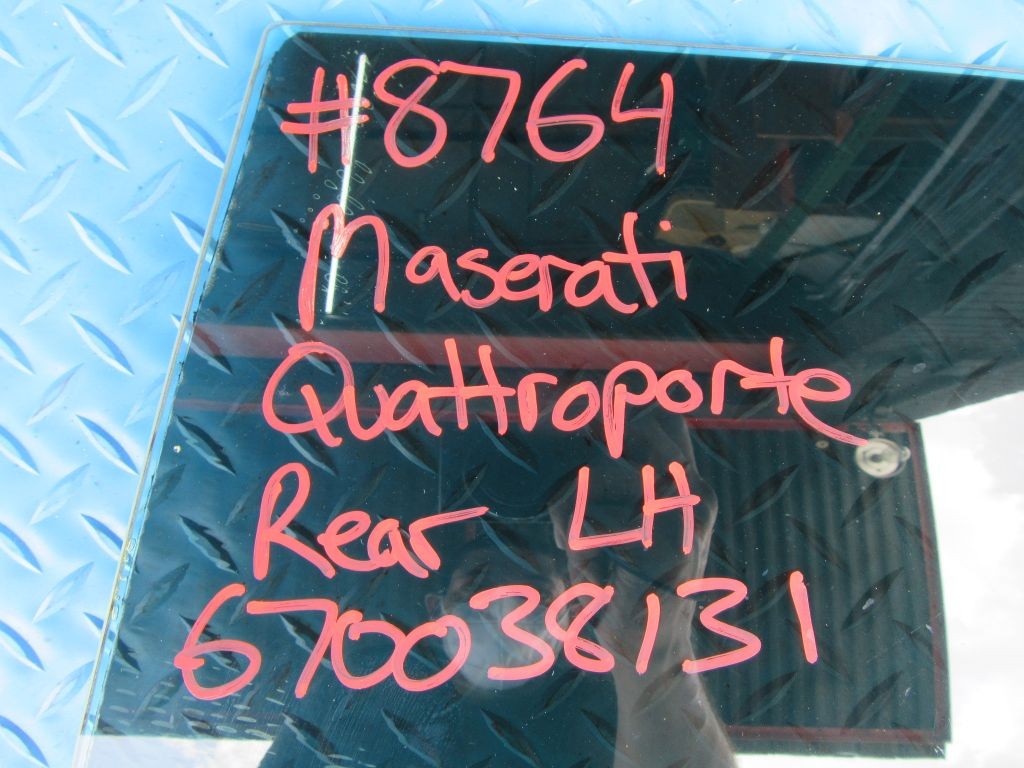 #8764
Maserati
Quattroporte
Rear LH
670038131